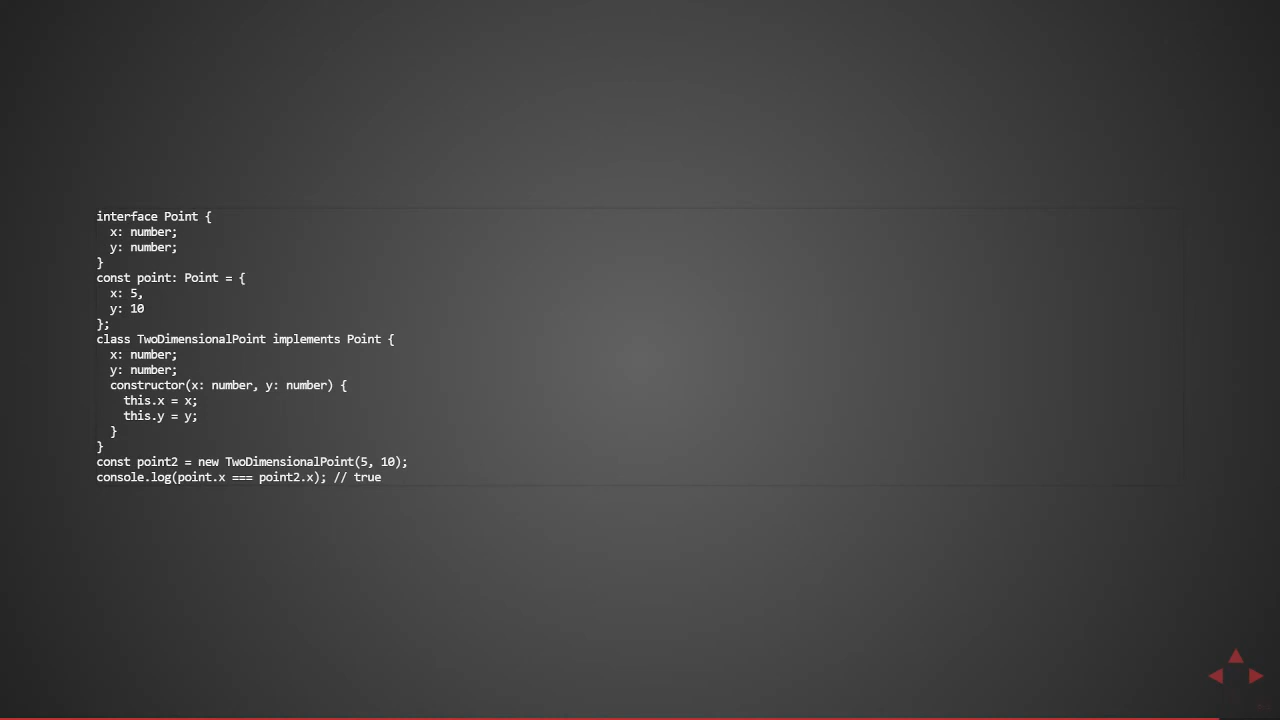 interface Point {
  x: number;
  y: number;
}
const point: Point = {
  x: 5,
  y: 10
};
class TwoDimensionalPoint implements Point {
  x: number;
  y: number;
  constructor(x: number, y: number) {
    this.x = x;
    this.y = y;
  }
}
const point2 = new TwoDimensionalPoint(5, 10);
console.log(point.x === point2.x); // true